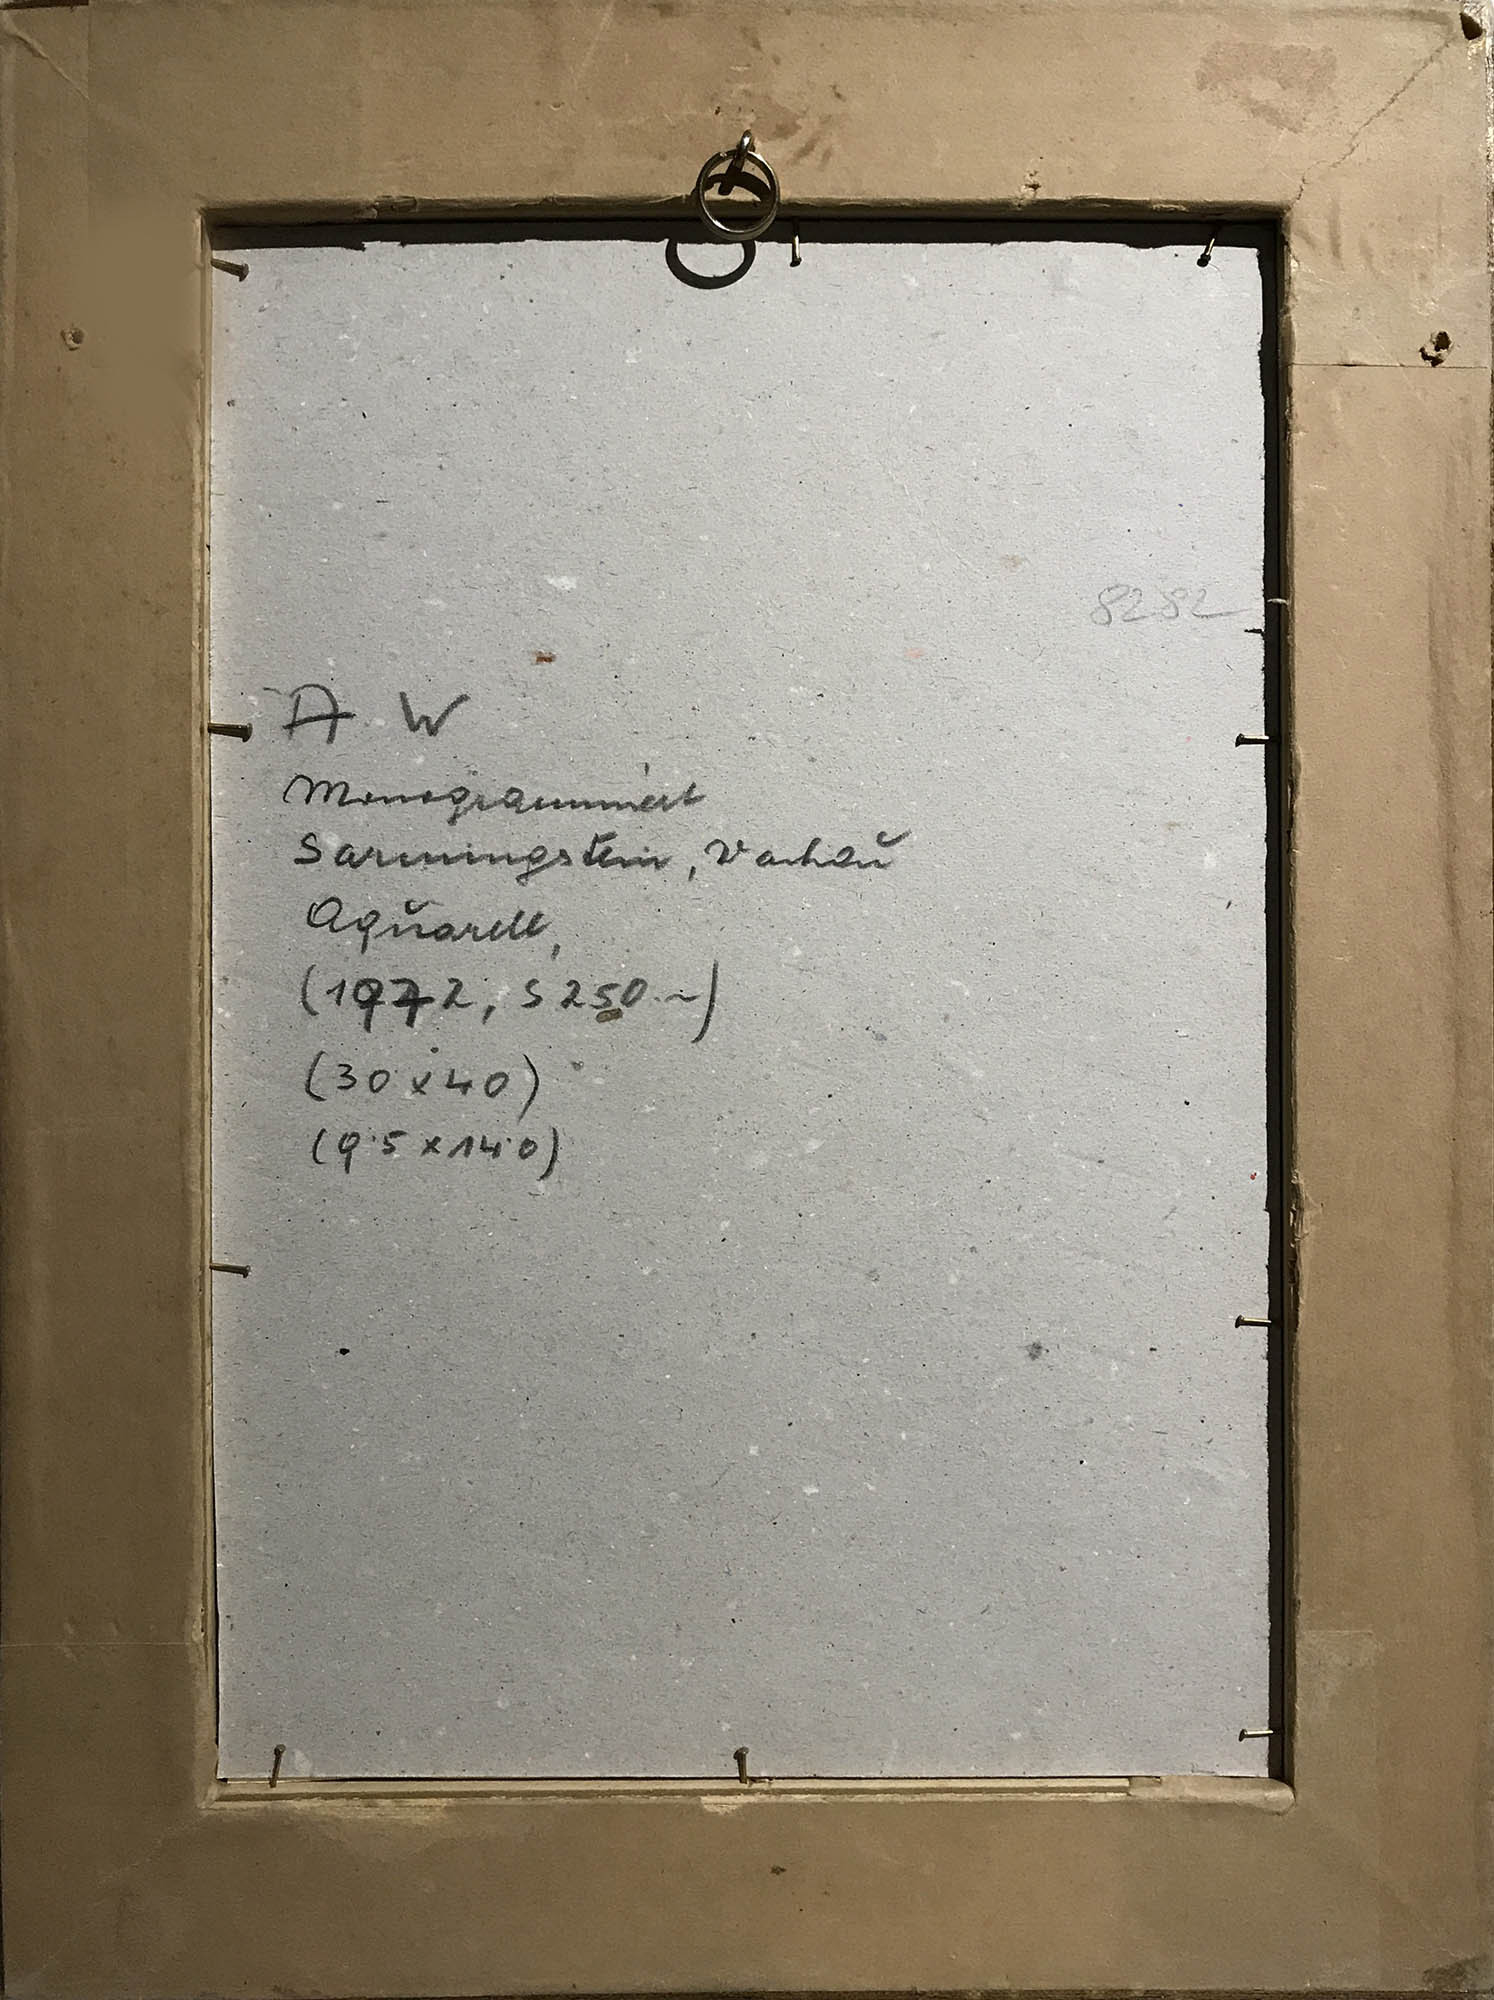 8282
A. W
Monogrammiert
Sarmingstein, Wachau
Aquarell,
(1972, S 250.~)
(30 x 40)
(9.5 x 14.0)